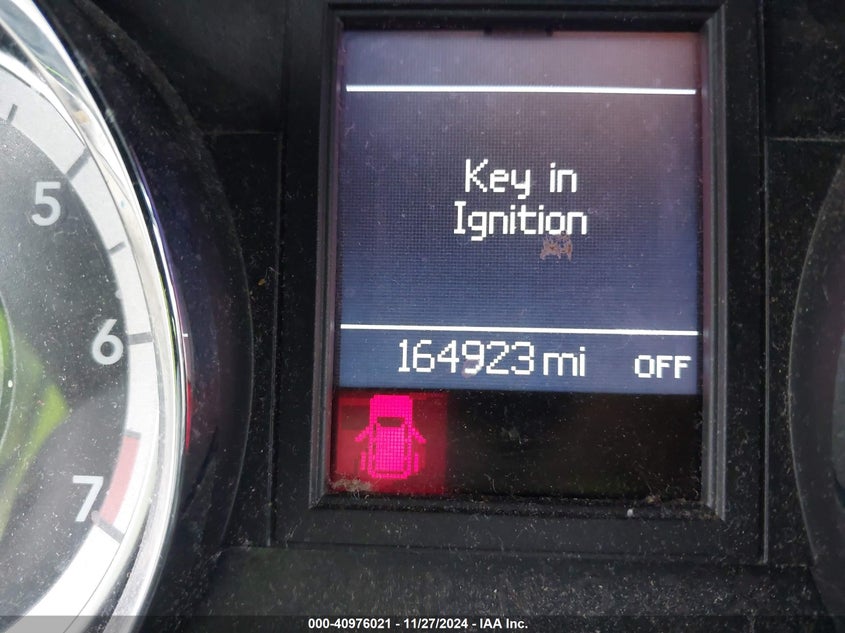 5
6
7
Key in
Ignition
164923 mi OFF
000-40976021 - 11/27/2024 - IAA Inc.